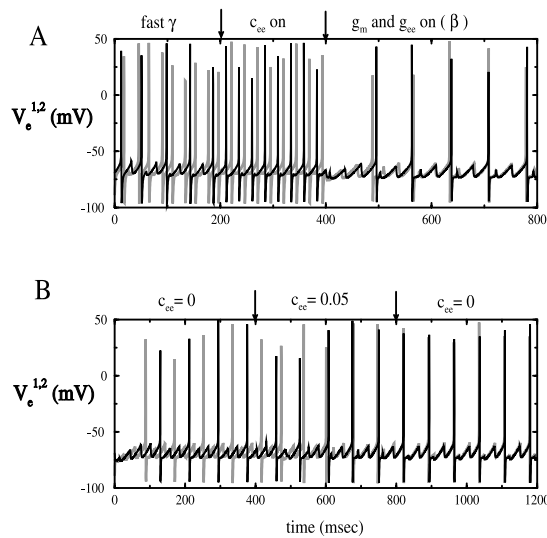 A
fast γ
c_ee on
g_m and g_ee on ( β )
V_e^1,2 (mV)
50
0
-50
-100
0
200
400
600
800
B
c_ee= 0
c_ee= 0.05
c_ee= 0
V_e^1,2 (mV)
50
0
-50
-100
0
200
400
600
800
1000
1200
time (msec)